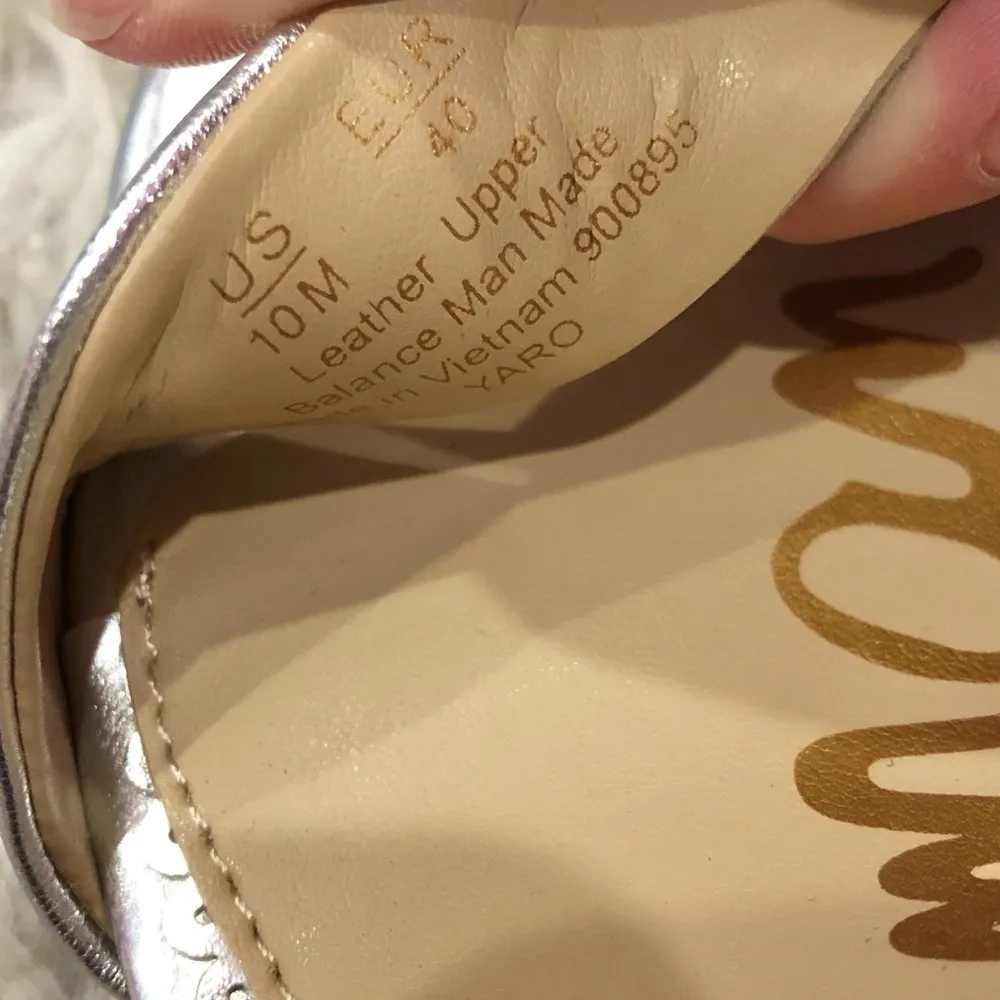 US EUR
10 M 40
Leather Upper
Balance Man Made
in Vietnam 900895
YARO